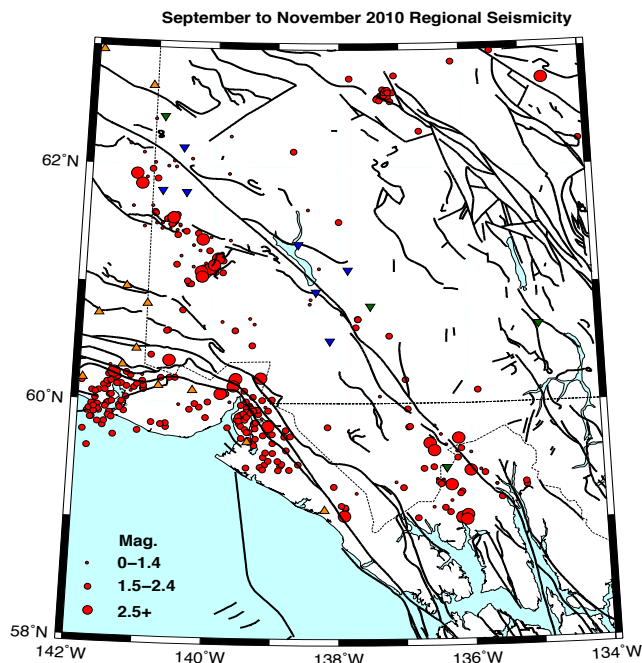 September to November 2010 Regional Seismicity
62°N
60°N
Mag.
0–1.4
1.5–2.4
2.5+
58°N
142°W
140°W
138°W
136°W
134°W